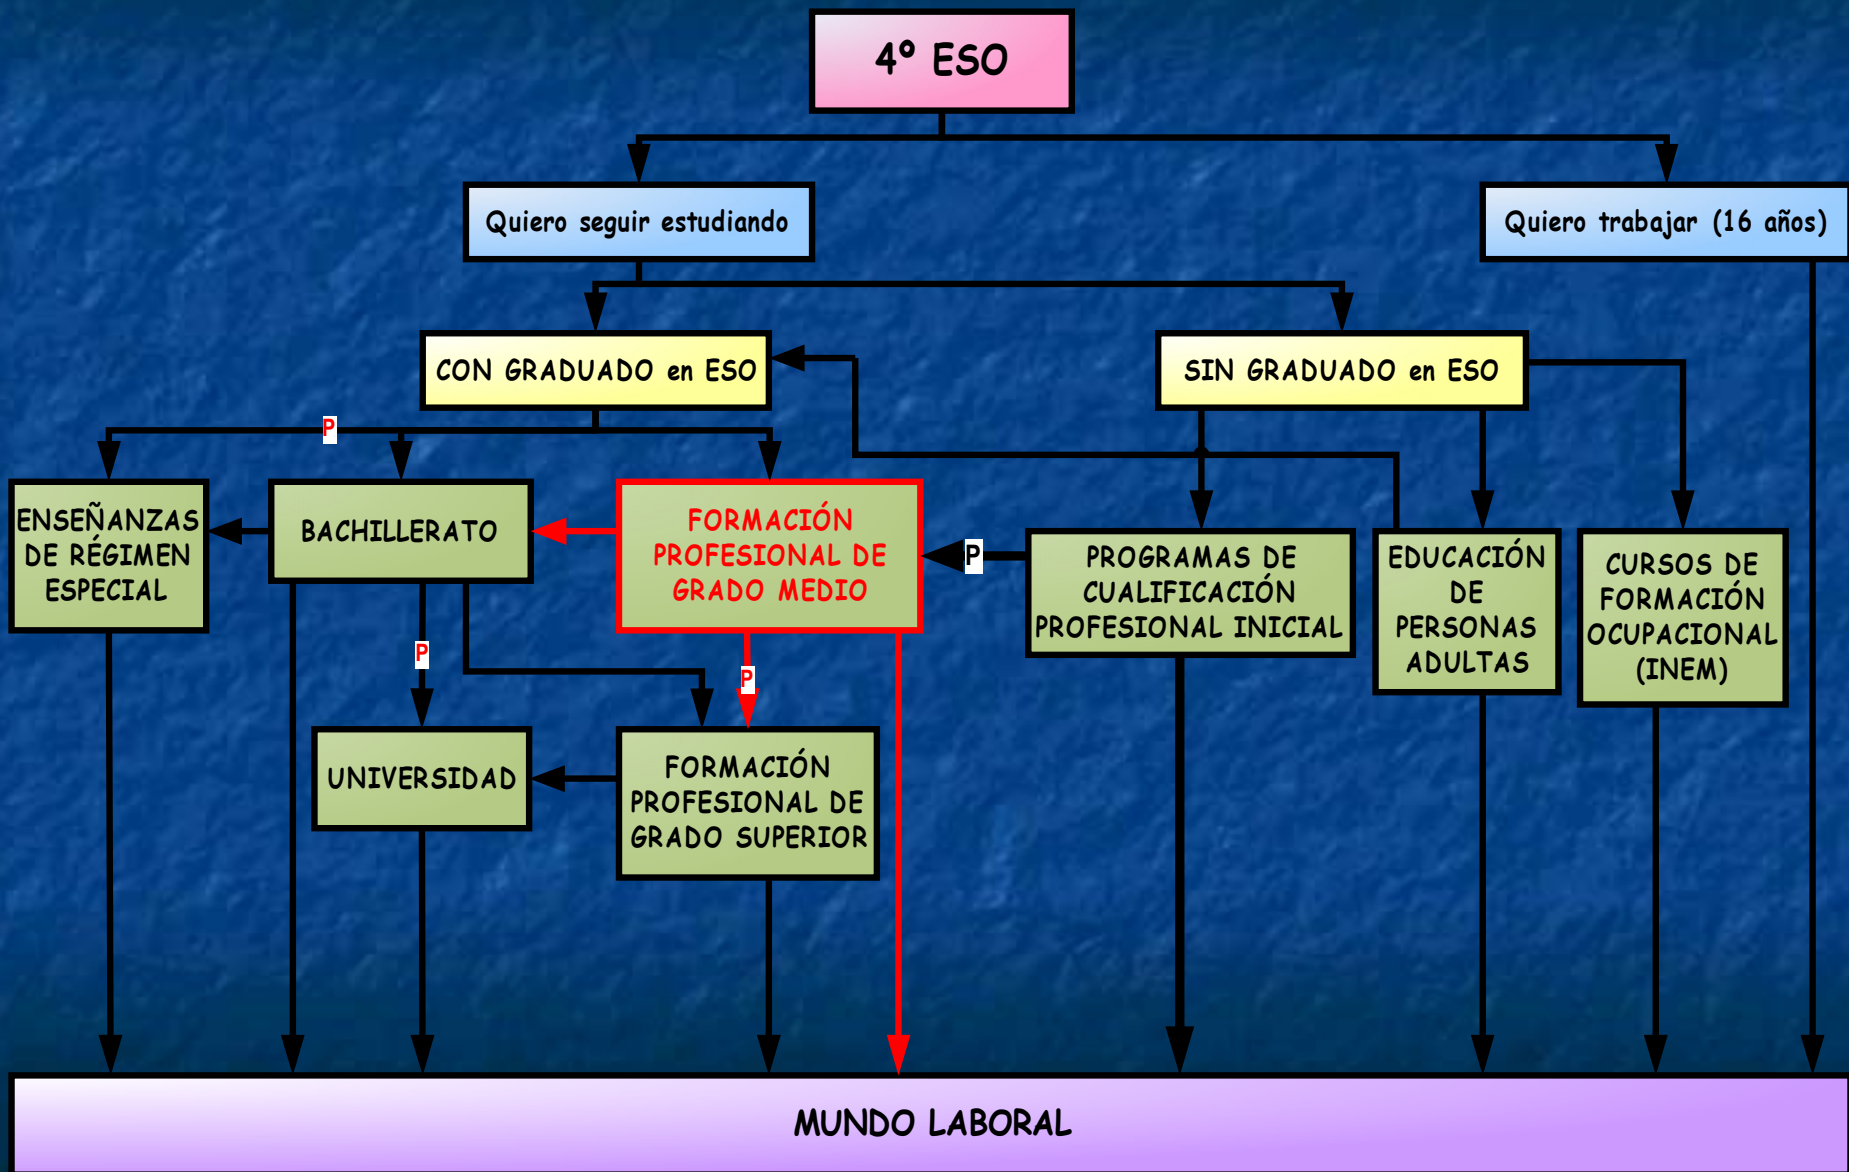 4º ESO
Quiero seguir estudiando
Quiero trabajar (16 años)
CON GRADUADO en ESO
SIN GRADUADO en ESO
P
ENSEÑANZAS
DE RÉGIMEN
ESPECIAL
BACHILLERATO
FORMACIÓN
PROFESIONAL DE
GRADO MEDIO
P
PROGRAMAS DE
CUALIFICACIÓN
PROFESIONAL INICIAL
EDUCACIÓN
DE
PERSONAS
ADULTAS
CURSOS DE
FORMACIÓN
OCUPACIONAL
(INEM)
P
P
UNIVERSIDAD
FORMACIÓN
PROFESIONAL DE
GRADO SUPERIOR
MUNDO LABORAL